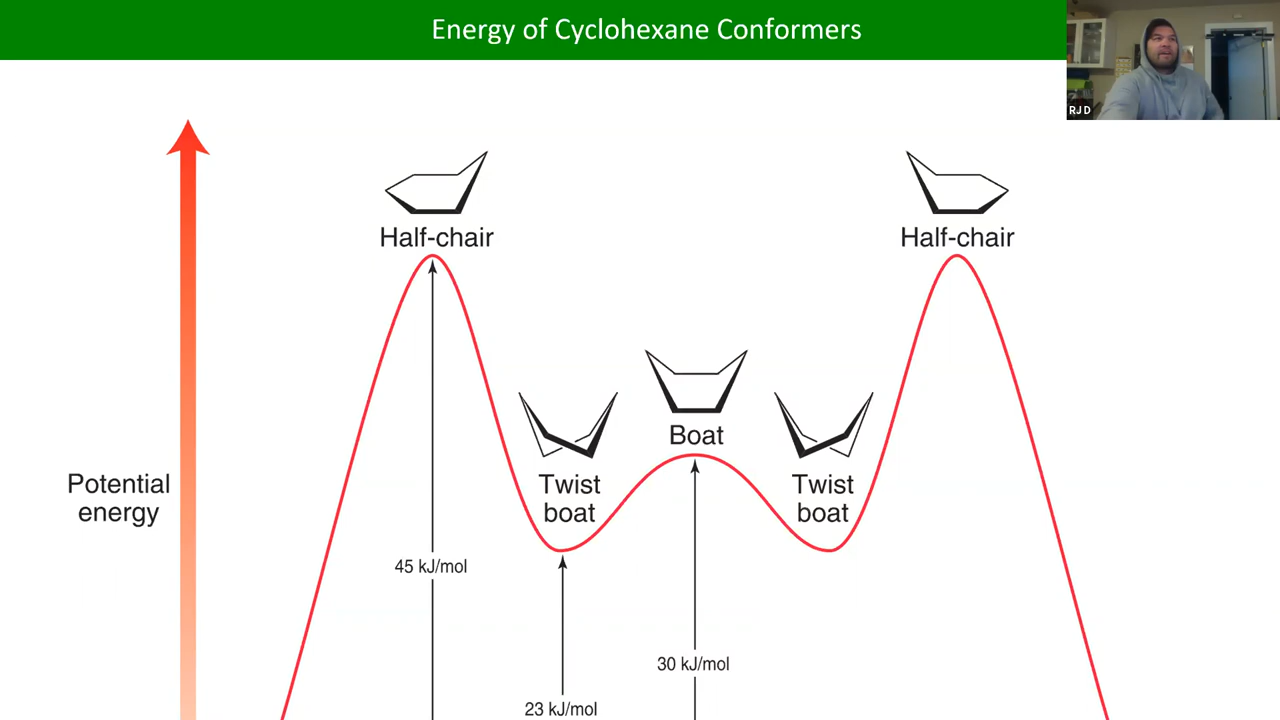 Energy of Cyclohexane Conformers
RJD
Half-chair
Half-chair
Boat
Twist
boat
Twist
boat
Potential
energy
45 kJ/mol
30 kJ/mol
23 kJ/mol